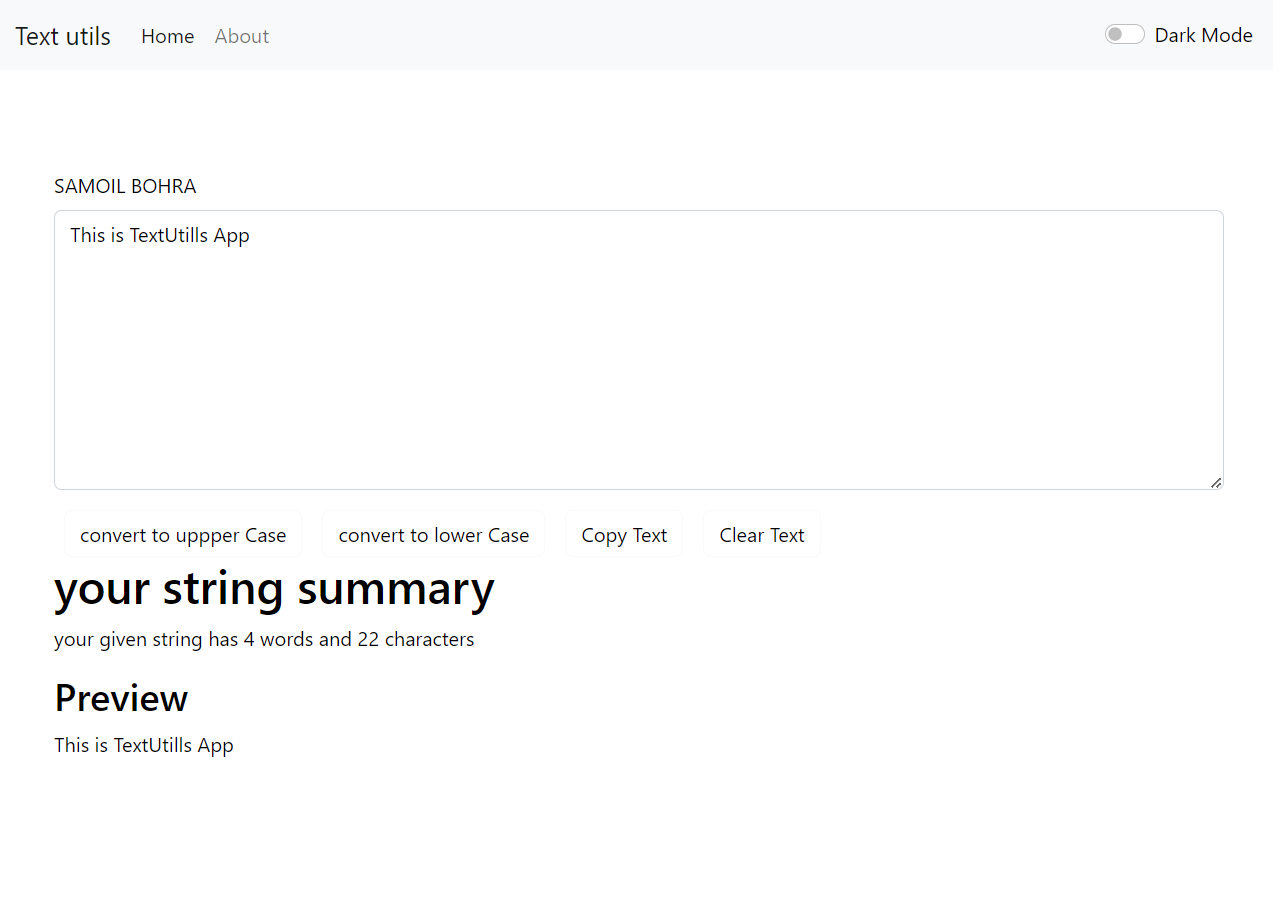 Text utils Home About Dark Mode
SAMOIL BOHRA
This is TextUtills App
convert to uppper Case convert to lower Case Copy Text Clear Text
your string summary
your given string has 4 words and 22 characters
Preview
This is TextUtills App